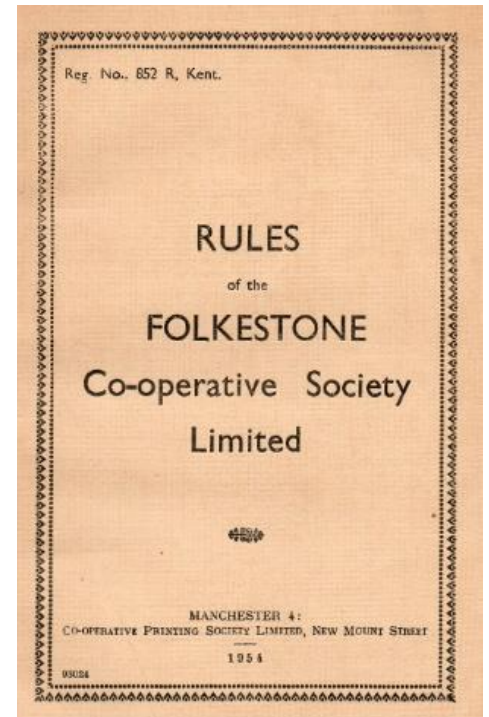 Reg. No., 852 R, Kent.
RULES
of the
FOLKESTONE
Co-operative Society
Limited
MANCHESTER 4:
CO-OPERATIVE PRINTING SOCIETY LIMITED, NEW MOUNT STREET
1954
93024